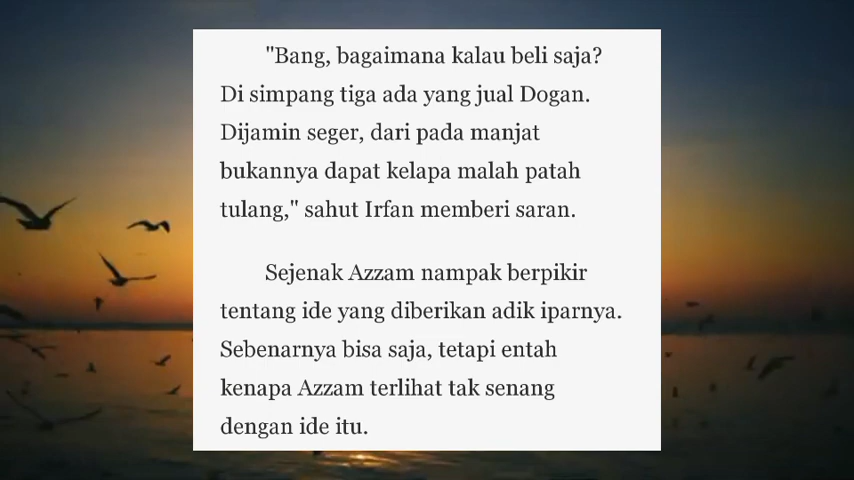 "Bang, bagaimana kalau beli saja?
Di simpang tiga ada yang jual Dogan.
Dijamin seger, dari pada manjat
bukannya dapat kelapa malah patah
tulang," sahut Irfan memberi saran.
Sejenak Azzam nampak berpikir
tentang ide yang diberikan adik iparnya.
Sebenarnya bisa saja, tetapi entah
kenapa Azzam terlihat tak senang
dengan ide itu.